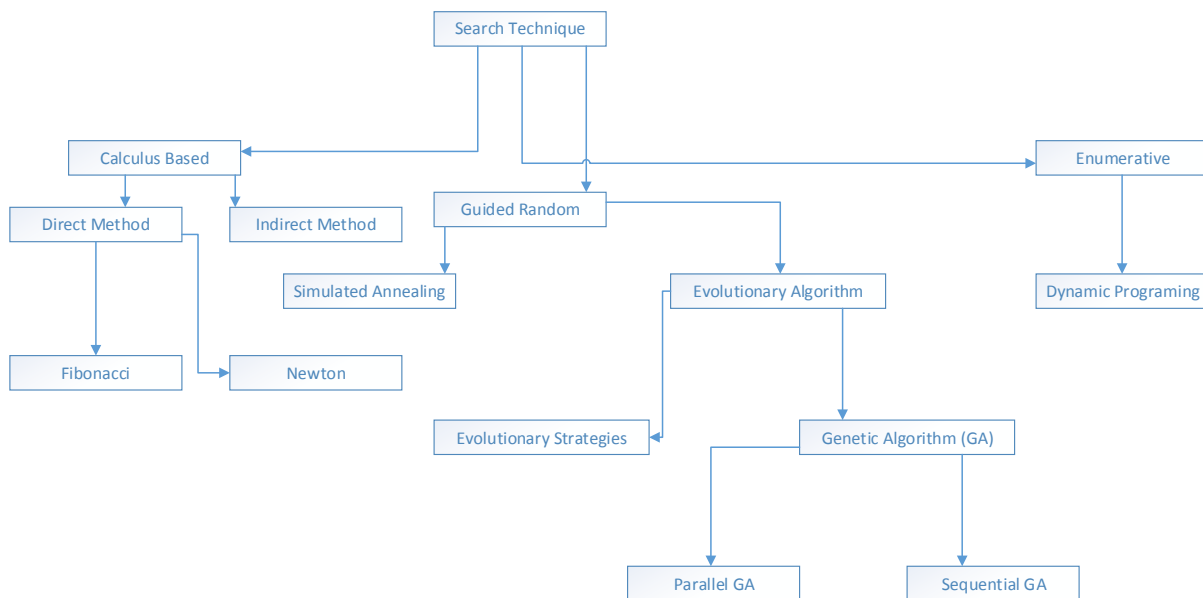 Search Technique
Calculus Based
Enumerative
Guided Random
Direct Method
Indirect Method
Simulated Annealing
Evolutionary Algorithm
Dynamic Programing
Fibonacci
Newton
Evolutionary Strategies
Genetic Algorithm (GA)
Parallel GA
Sequential GA